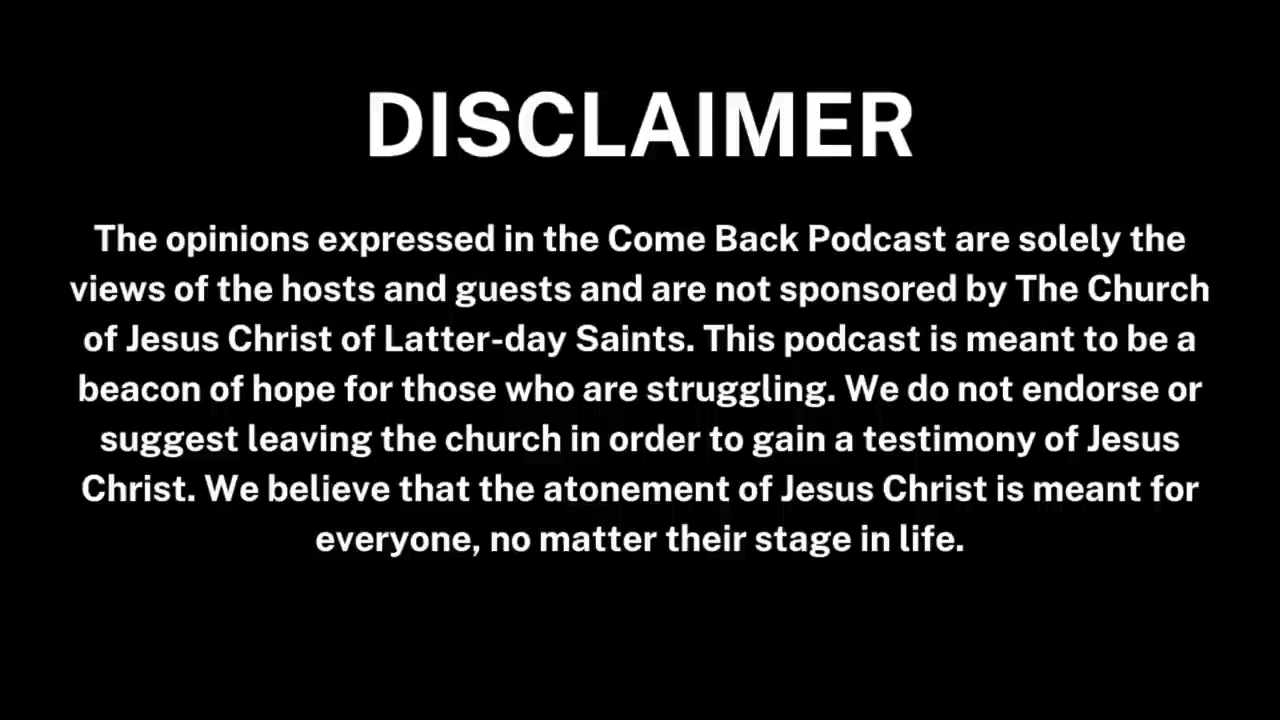 DISCLAIMER
The opinions expressed in the Come Back Podcast are solely the
views of the hosts and guests and are not sponsored by The Church
of Jesus Christ of Latter-day Saints. This podcast is meant to be a
beacon of hope for those who are struggling. We do not endorse or
suggest leaving the church in order to gain a testimony of Jesus
Christ. We believe that the atonement of Jesus Christ is meant for
everyone, no matter their stage in life.